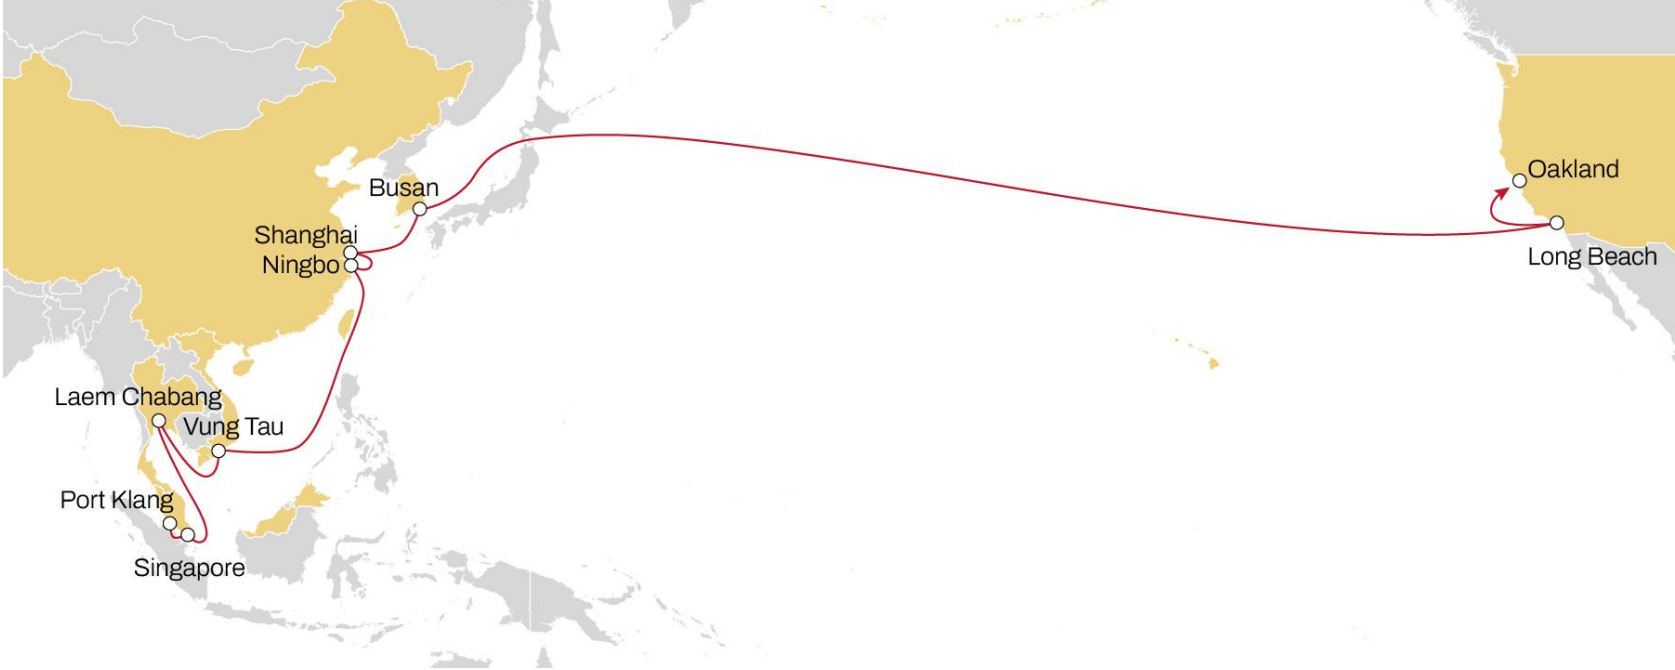 Oakland
Busan
Shanghai
Long Beach
Ningbo
Laem Chabang
Vung Tau
Port Klang
Singapore